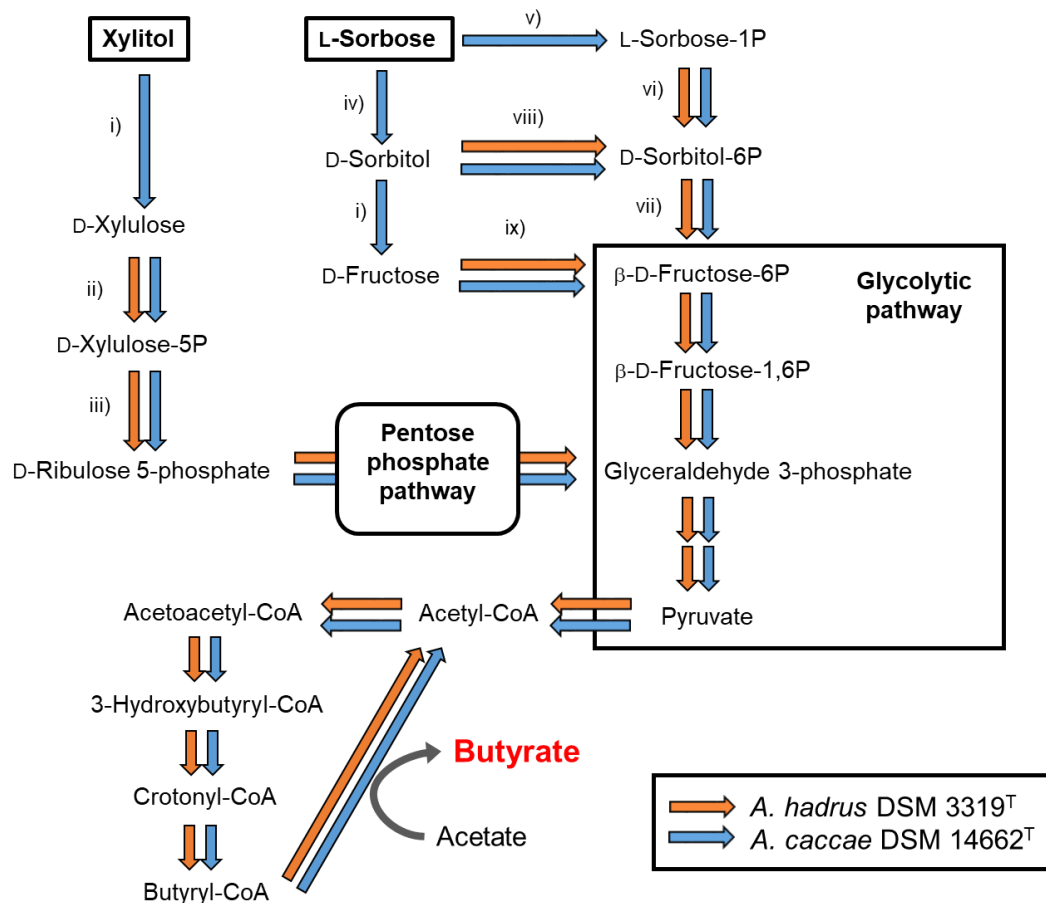 Xylitol
L-Sorbose
v)
L-Sorbose-1P
i)
iv)
viii)
vi)
D-Sorbitol
D-Sorbitol-6P
D-Xylulose
i)
ix)
vii)
D-Fructose
β-D-Fructose-6P
Glycolytic
pathway
ii)
D-Xylulose-5P
β-D-Fructose-1,6P
iii)
D-Ribulose 5-phosphate
Pentose
phosphate
pathway
Glyceraldehyde 3-phosphate
Acetoacetyl-CoA
Acetyl-CoA
Pyruvate
3-Hydroxybutyryl-CoA
Butyrate
Crotonyl-CoA
Acetate
Butyryl-CoA
A. hadrus DSM 3319ᵀ
A. caccae DSM 14662ᵀ